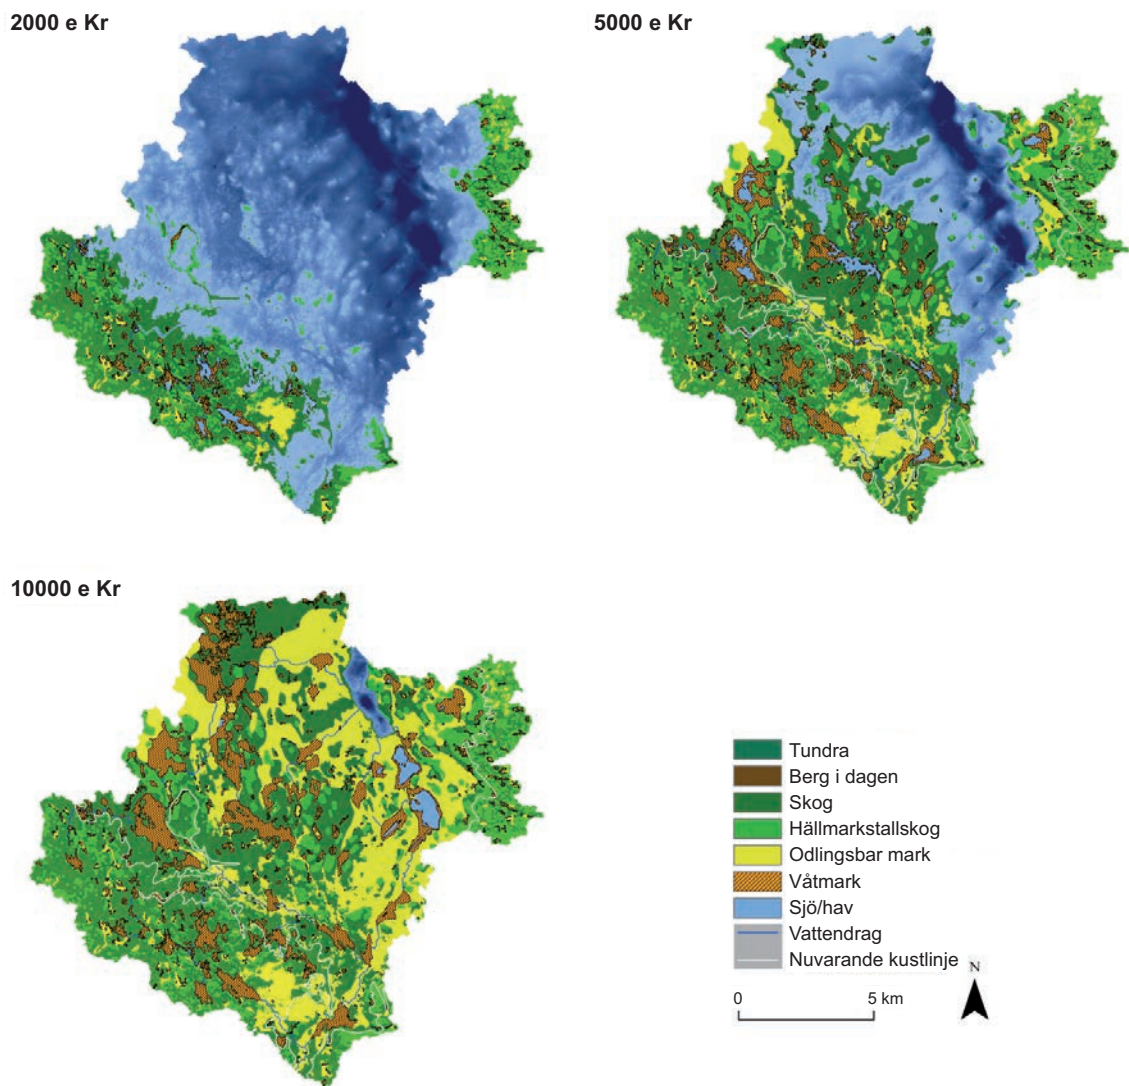 2000 e Kr
5000 e Kr
10000 e Kr
Tundra
Berg i dagen
Skog
Hällmarkstallskog
Odlingsbar mark
Våtmark
Sjö/hav
Vattendrag
Nuvarande kustlinje
N
0 5 km